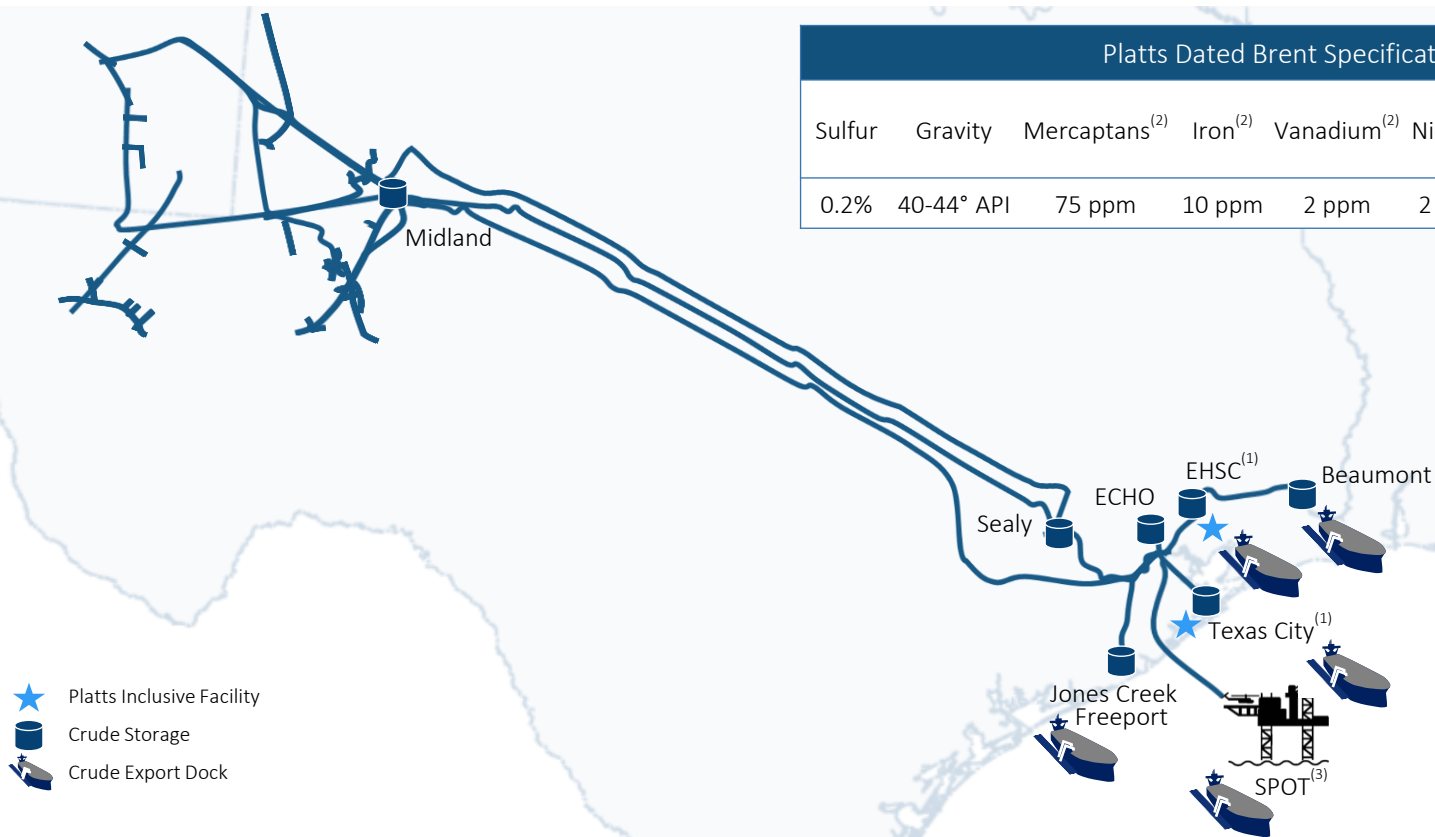 Platts Dated Brent Specificat
Sulfur Gravity Mercaptans(2) Iron(2) Vanadium(2) Ni
0.2% 40-44° API 75 ppm 10 ppm 2 ppm 2
Midland
EHSC(1)
Beaumont
ECHO
Sealy
Texas City(1)
Jones Creek
Freeport
SPOT(3)
Platts Inclusive Facility
Crude Storage
Crude Export Dock